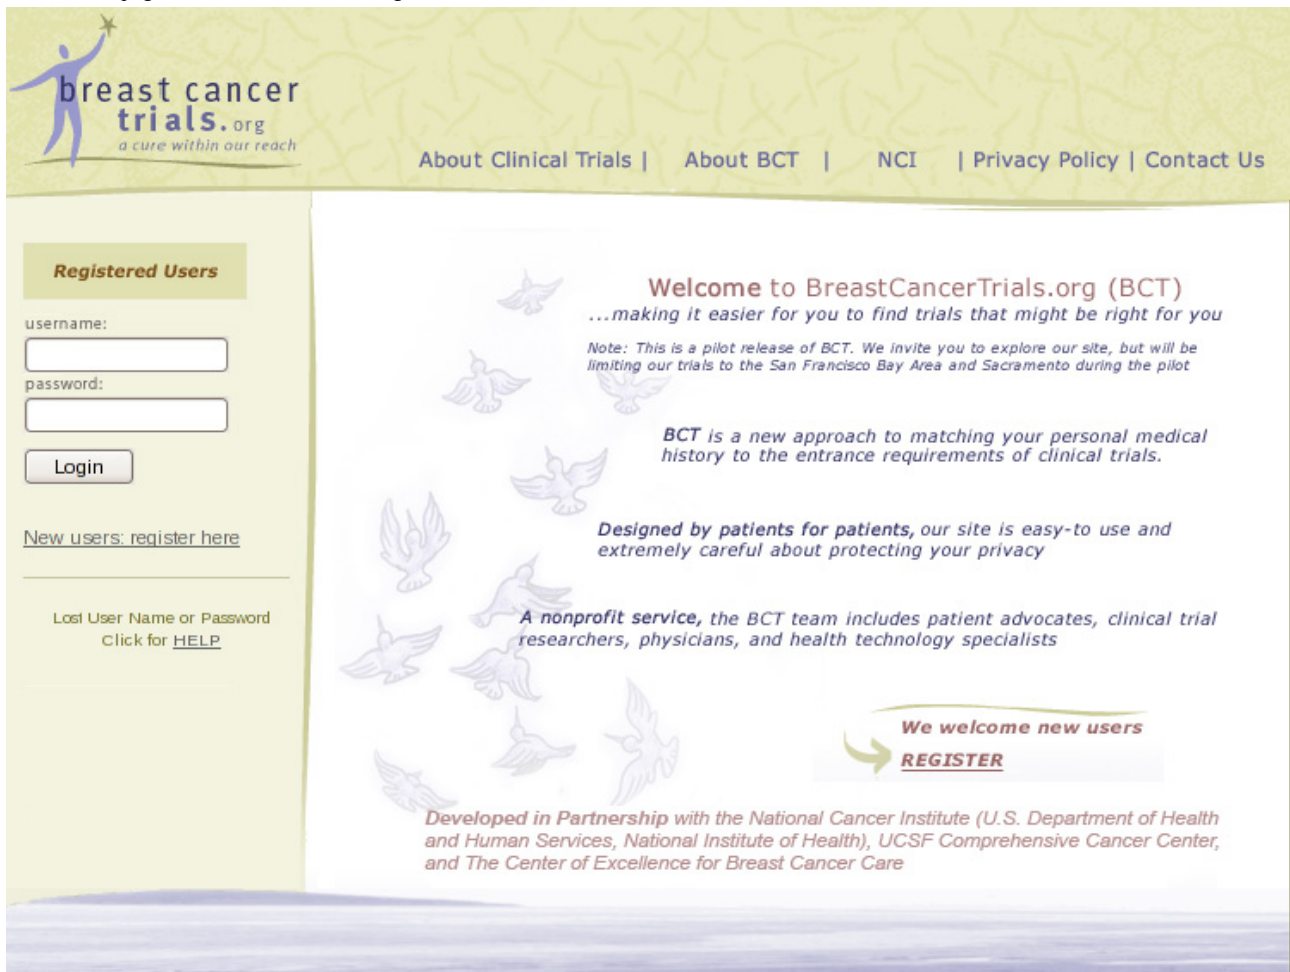 breast cancer
trials.org
a cure within our reach
About Clinical Trials | About BCT | NCI | Privacy Policy | Contact Us
Registered Users
username:
password:
Login
New users: register here
Lost User Name or Password
Click for HELP
Welcome to BreastCancerTrials.org (BCT)
...making it easier for you to find trials that might be right for you
Note: This is a pilot release of BCT. We invite you to explore our site, but will be
limiting our trials to the San Francisco Bay Area and Sacramento during the pilot
BCT is a new approach to matching your personal medical
history to the entrance requirements of clinical trials.
Designed by patients for patients, our site is easy-to use and
extremely careful about protecting your privacy
A nonprofit service, the BCT team includes patient advocates, clinical trial
researchers, physicians, and health technology specialists
We welcome new users
REGISTER
Developed in Partnership with the National Cancer Institute (U.S. Department of Health
and Human Services, National Institute of Health), UCSF Comprehensive Cancer Center,
and The Center of Excellence for Breast Cancer Care